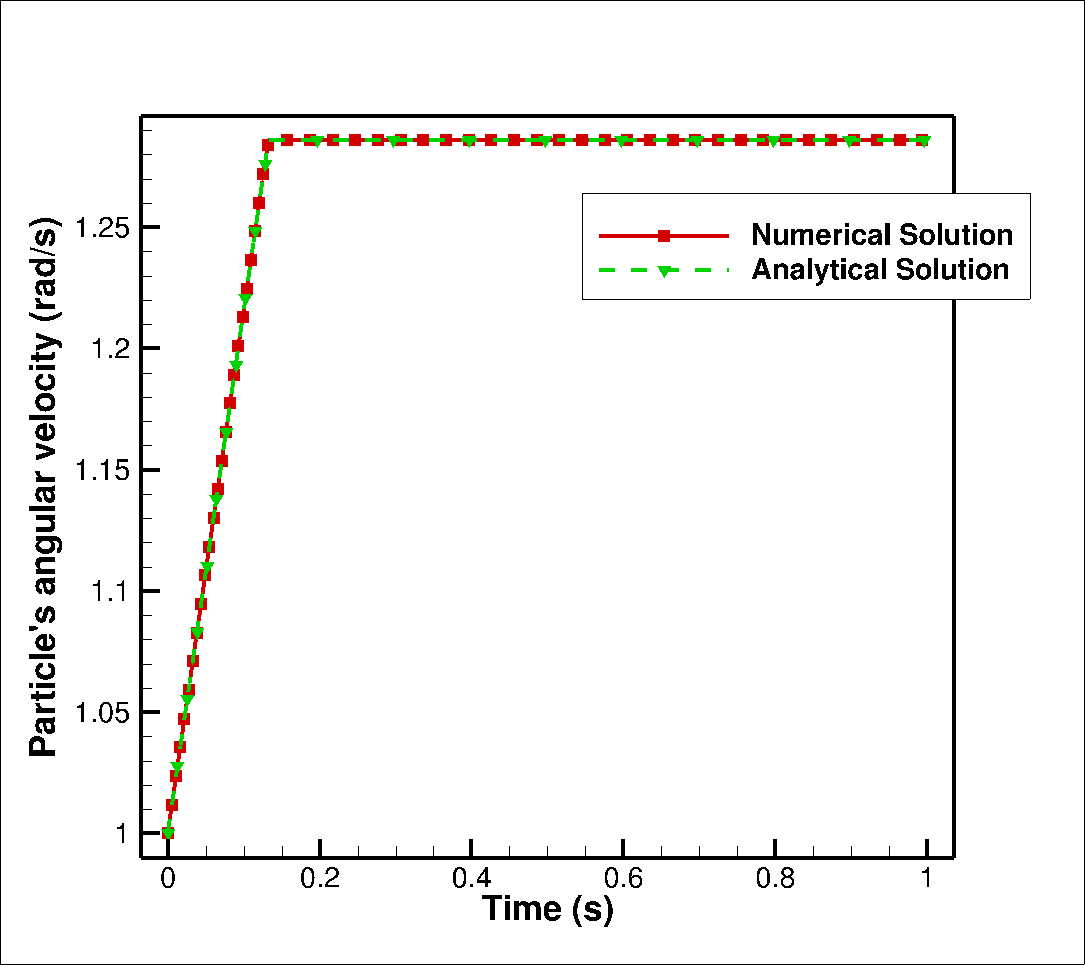 Particle's angular velocity (rad/s)
1.25
1.2
1.15
1.1
1.05
1
Numerical Solution
Analytical Solution
0 0.2 0.4 0.6 0.8 1
Time (s)